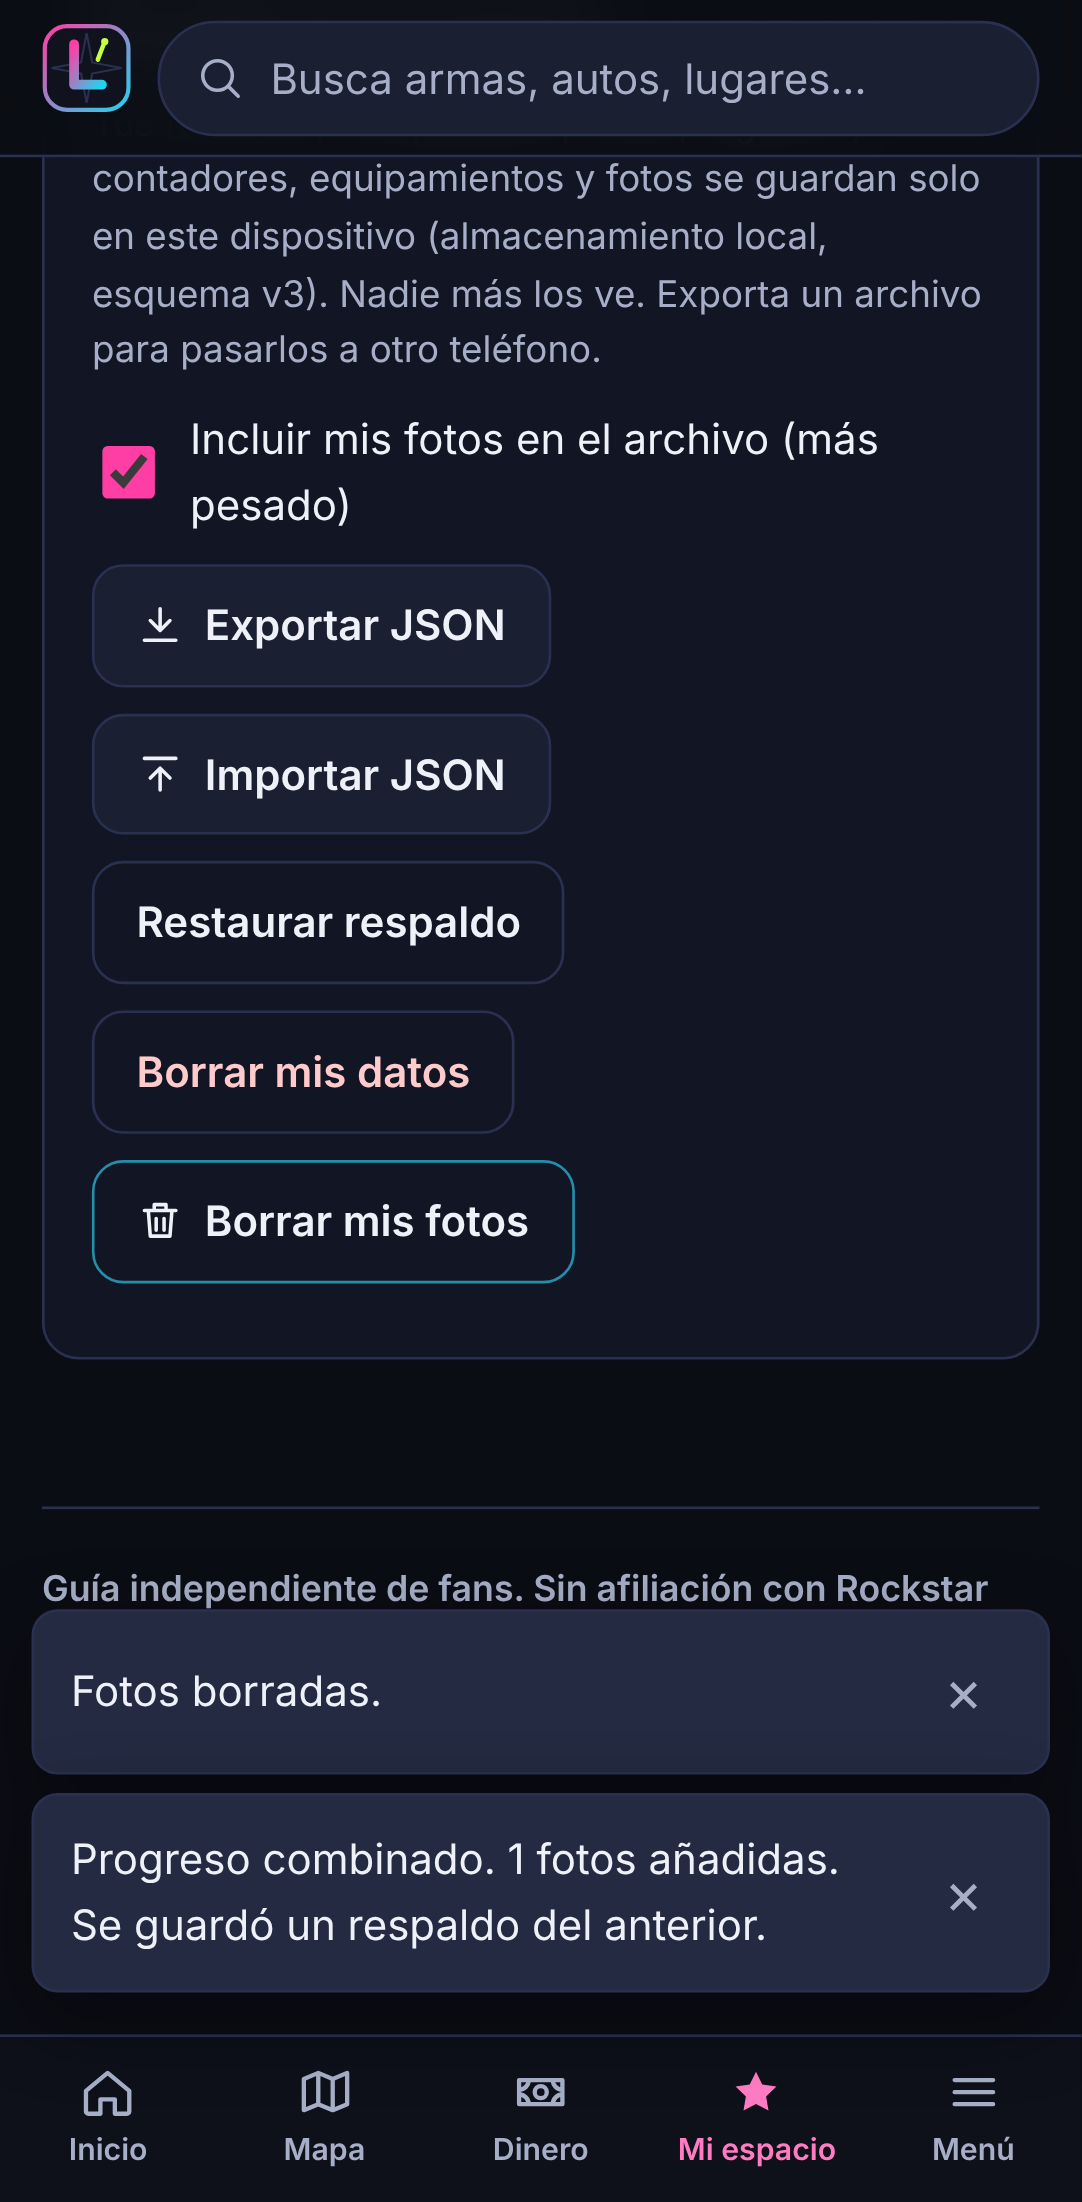 Busca armas, autos, lugares...
contadores, equipamientos y fotos se guardan solo
en este dispositivo (almacenamiento local,
esquema v3). Nadie más los ve. Exporta un archivo
para pasarlos a otro teléfono.
Incluir mis fotos en el archivo (más
pesado)
Exportar JSON
Importar JSON
Restaurar respaldo
Borrar mis datos
Borrar mis fotos
Guía independiente de fans. Sin afiliación con Rockstar
Fotos borradas.
Progreso combinado. 1 fotos añadidas.
Se guardó un respaldo del anterior.
Inicio
Mapa
Dinero
Mi espacio
Menú